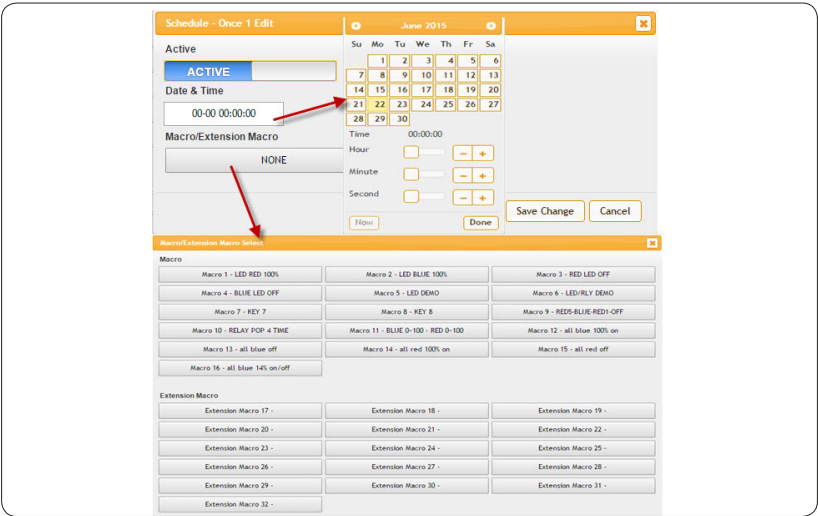 Schedule - Once 1 Edit
Active
ACTIVE
Date & Time
00-00 00:00:00
Macro/Extension Macro
NONE
June 2015
Su Mo Tu We Th Fr Sa
1 2 3 4 5 6
7 8 9 10 11 12 13
14 15 16 17 18 19 20
21 22 23 24 25 26 27
28 29 30
Time 00:00:00
Hour - +
Minute - +
Second - +
Now Done
Save Change Cancel
Macro/Extension Macro Select
Macro
Macro 1 - LED RED 100% Macro 2 - LED BLUE 100% Macro 3 - RED LED OFF
Macro 4 - BLUE LED OFF Macro 5 - LED DEMO Macro 6 - LED/RLY DEMO
Macro 7 - KEY 7 Macro 8 - KEY 8 Macro 9 - RED5-BLUE-RED1-OFF
Macro 10 - RELAY POP 4 TIME Macro 11 - BLUE 0-100 - RED 0-100 Macro 12 - all blue 100% on
Macro 13 - all blue off Macro 14 - all red 100% on Macro 15 - all red off
Macro 16 - all blue 14% on/off
Extension Macro
Extension Macro 17 - Extension Macro 18 - Extension Macro 19 -
Extension Macro 20 - Extension Macro 21 - Extension Macro 22 -
Extension Macro 23 - Extension Macro 24 - Extension Macro 25 -
Extension Macro 26 - Extension Macro 27 - Extension Macro 28 -
Extension Macro 29 - Extension Macro 30 - Extension Macro 31 -
Extension Macro 32 -